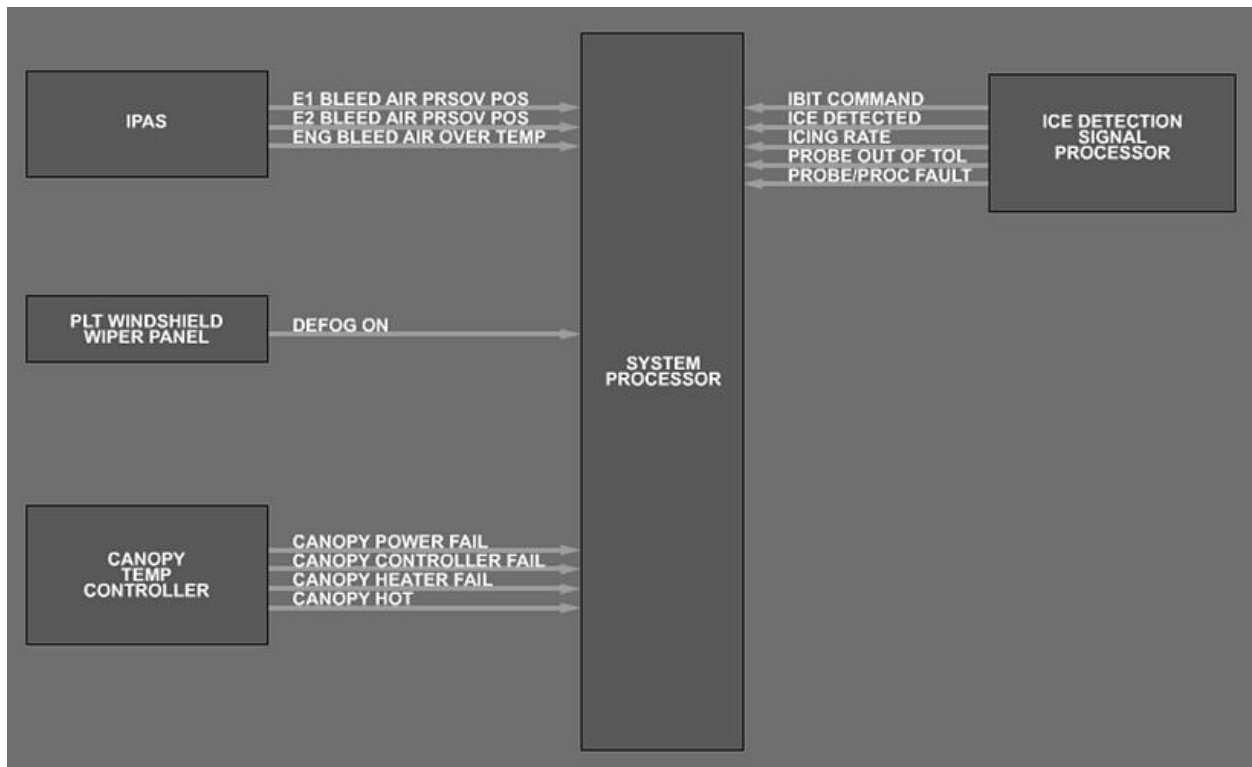 IPAS
E1 BLEED AIR PRSOV POS
E2 BLEED AIR PRSOV POS
ENG BLEED AIR OVER TEMP
IBIT COMMAND
ICE DETECTED
ICING RATE
PROBE OUT OF TOL
PROBE/PROC FAULT
ICE DETECTION
SIGNAL
PROCESSOR
PLT WINDSHIELD
WIPER PANEL
DEFOG ON
SYSTEM
PROCESSOR
CANOPY
TEMP
CONTROLLER
CANOPY POWER FAIL
CANOPY CONTROLLER FAIL
CANOPY HEATER FAIL
CANOPY HOT